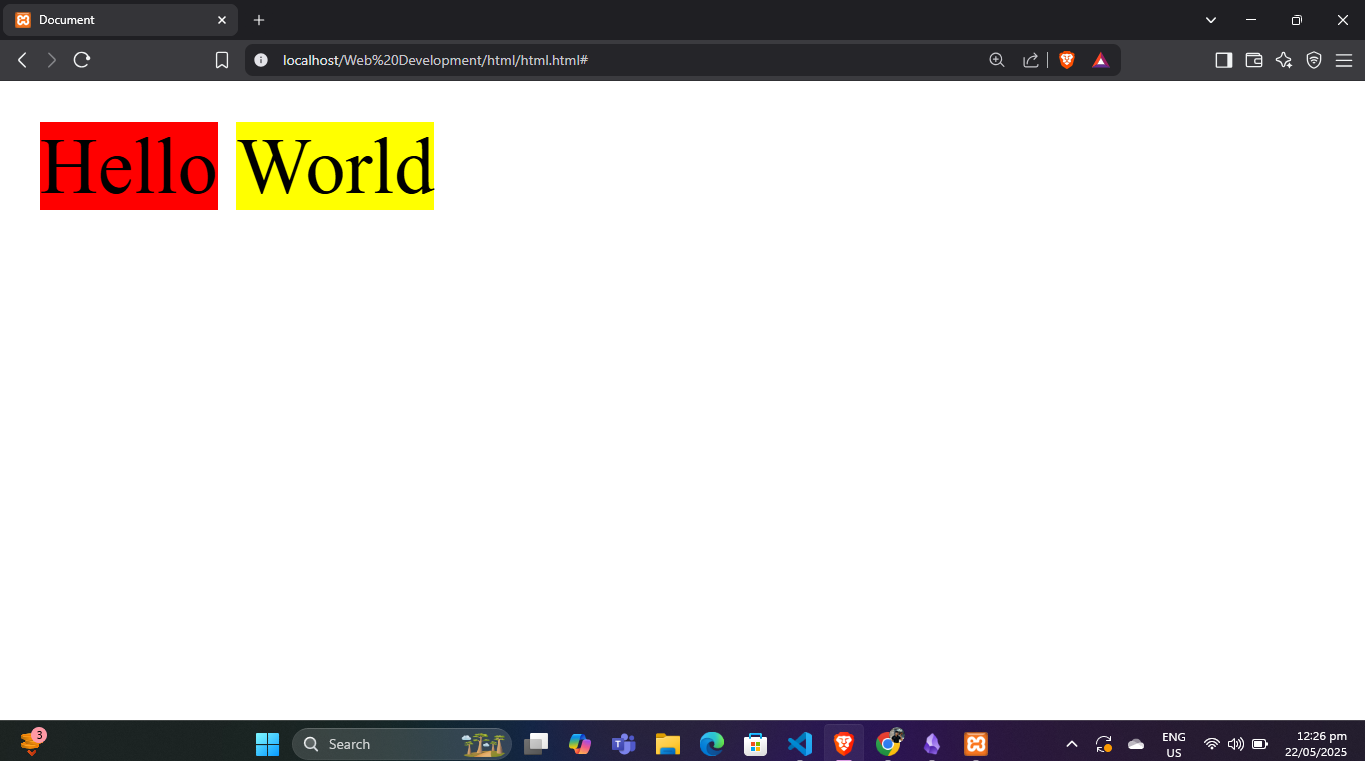 Document
localhost/Web%20Development/html/html.html#
Hello World
3
Search
ENG
US
12:26 pm
22/05/2025